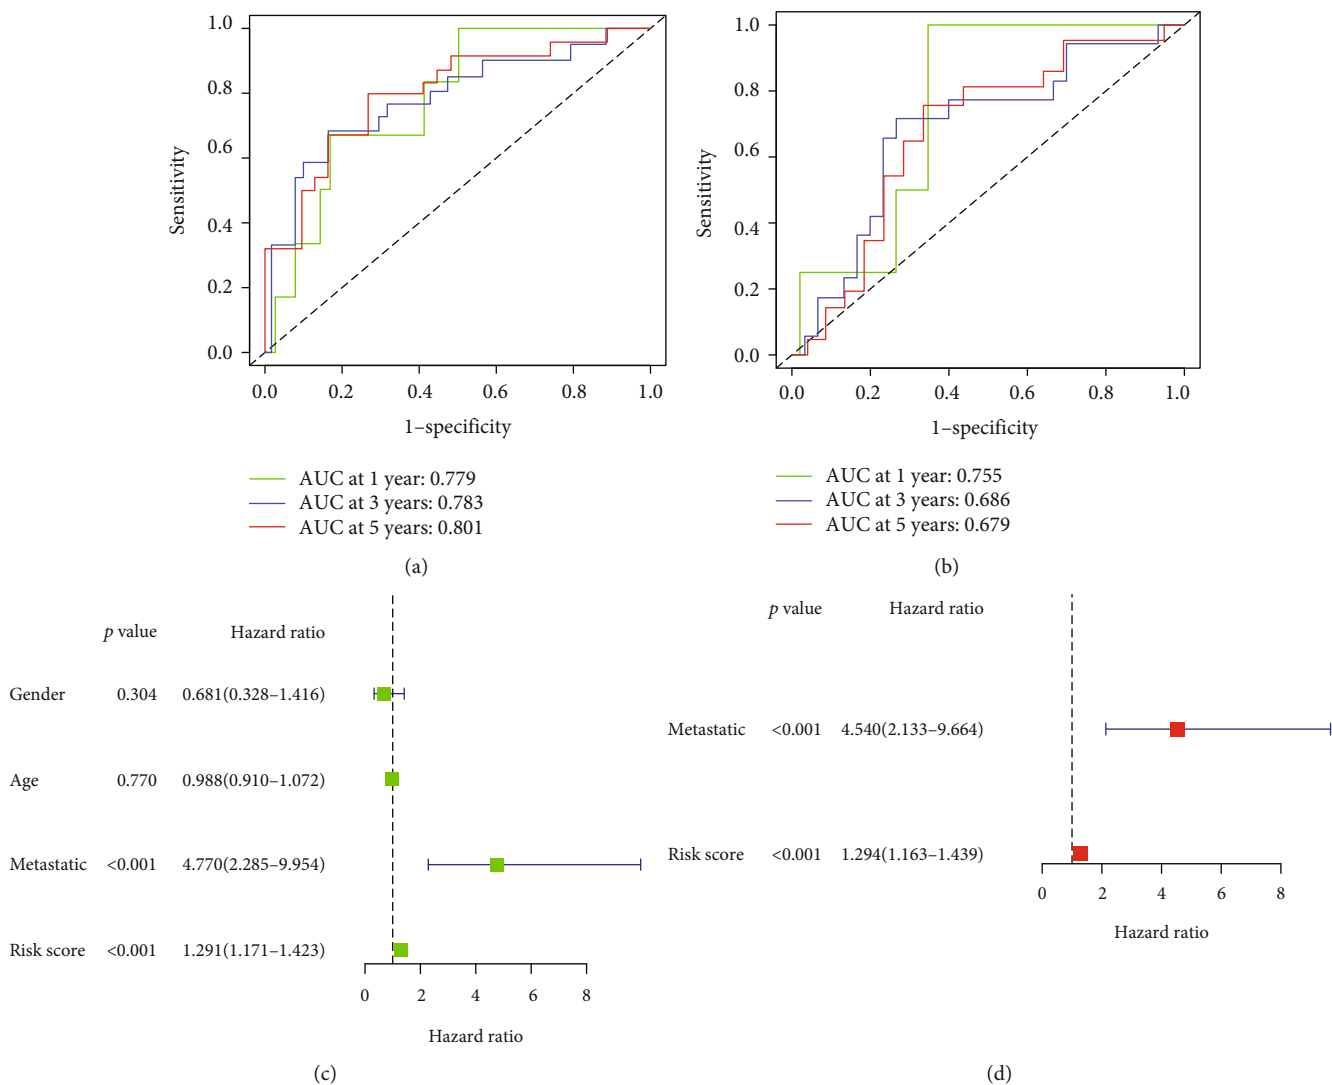 1.0
0.8
0.6
0.4
0.2
0.0
Sensitivity
0.0 0.2 0.4 0.6 0.8 1.0
1–specificity
AUC at 1 year: 0.779
AUC at 3 years: 0.783
AUC at 5 years: 0.801
(a)
1.0
0.8
0.6
0.4
0.2
0.0
Sensitivity
0.0 0.2 0.4 0.6 0.8 1.0
1–specificity
AUC at 1 year: 0.755
AUC at 3 years: 0.686
AUC at 5 years: 0.679
(b)
p value Hazard ratio
Gender 0.304 0.681(0.328–1.416)
Age 0.770 0.988(0.910–1.072)
Metastatic <0.001 4.770(2.285–9.954)
Risk score <0.001 1.291(1.171–1.423)
0 2 4 6 8
Hazard ratio
(c)
p value Hazard ratio
Metastatic <0.001 4.540(2.133–9.664)
Risk score <0.001 1.294(1.163–1.439)
0 2 4 6 8
Hazard ratio
(d)